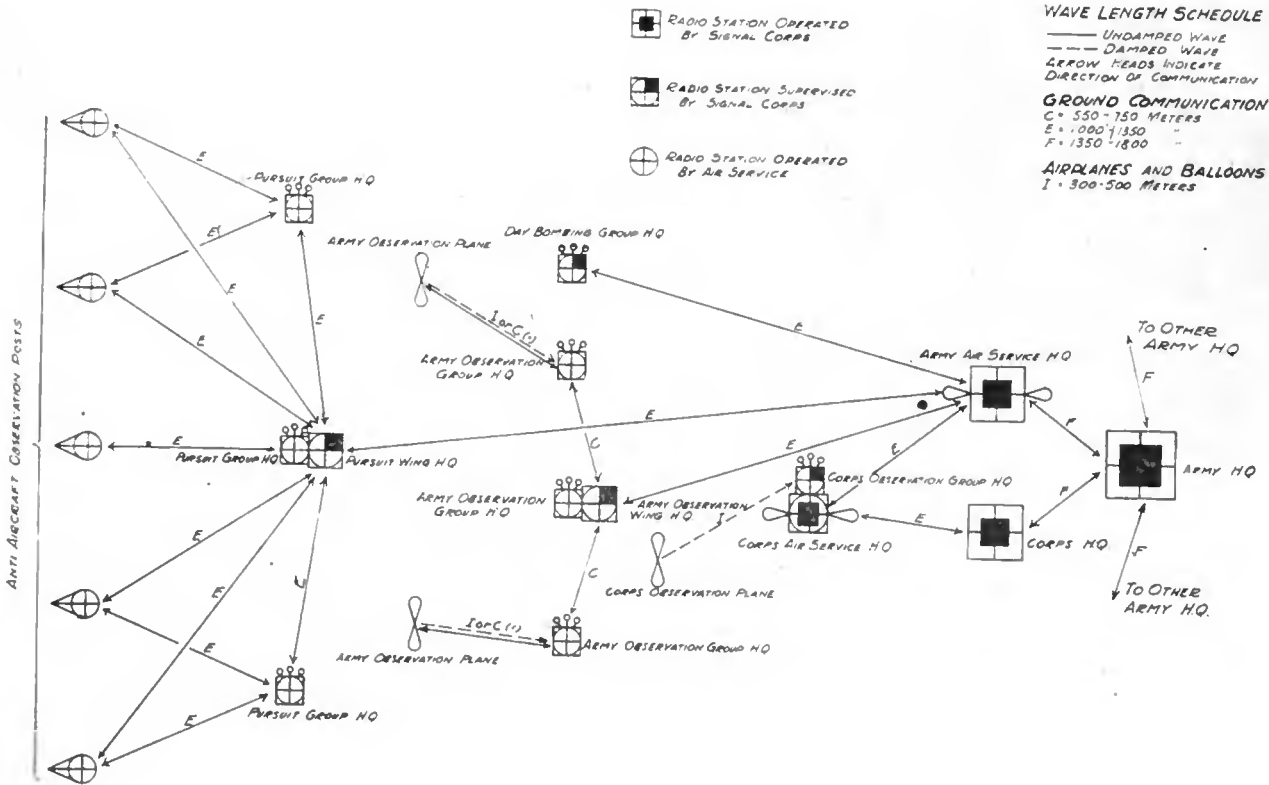 RADIO STATION OPERATED
BY SIGNAL CORPS
RADIO STATION SUPERVISED
BY SIGNAL CORPS
RADIO STATION OPERATED
BY AIR SERVICE
WAVE LENGTH SCHEDULE
UNDAMPED WAVE
DAMPED WAVE
ARROW HEADS INDICATE
DIRECTION OF COMMUNICATION
GROUND COMMUNICATION
C = 550-750 METERS
E = 1000-1350 "
F = 1350-1800 "
AIRPLANES AND BALLOONS
I = 300-500 METERS
ANTI AIRCRAFT OBSERVATION POSTS
E
PURSUIT GROUP HQ
E
E
E
E
ARMY OBSERVATION PLANE
I or C
ARMY OBSERVATION
GROUP HQ
DAY BOMBING GROUP HQ
E
ARMY AIR SERVICE HQ
TO OTHER
ARMY HQ
F
E
PURSUIT GROUP HQ
PURSUIT WING HQ
E
C
E
E
F
ARMY HQ
ARMY OBSERVATION
GROUP HQ
ARMY OBSERVATION
WING HQ
I
CORPS OBSERVATION GROUP HQ
CORPS AIR SERVICE HQ
E
CORPS HQ
F
F
TO OTHER
ARMY HQ.
E
E
E
C
CORPS OBSERVATION PLANE
I or C
ARMY OBSERVATION PLANE
ARMY OBSERVATION GROUP HQ
E
E
PURSUIT GROUP HQ